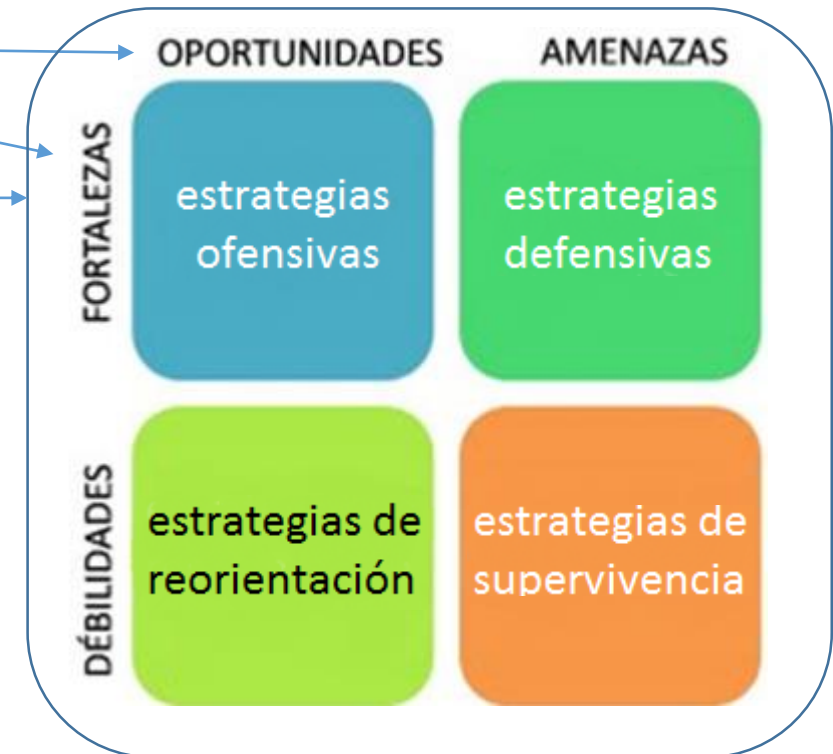 OPORTUNIDADES AMENAZAS
FORTALEZAS
estrategias
ofensivas
estrategias
defensivas
DÉBILIDADES
estrategias de
reorientación
estrategias de
supervivencia